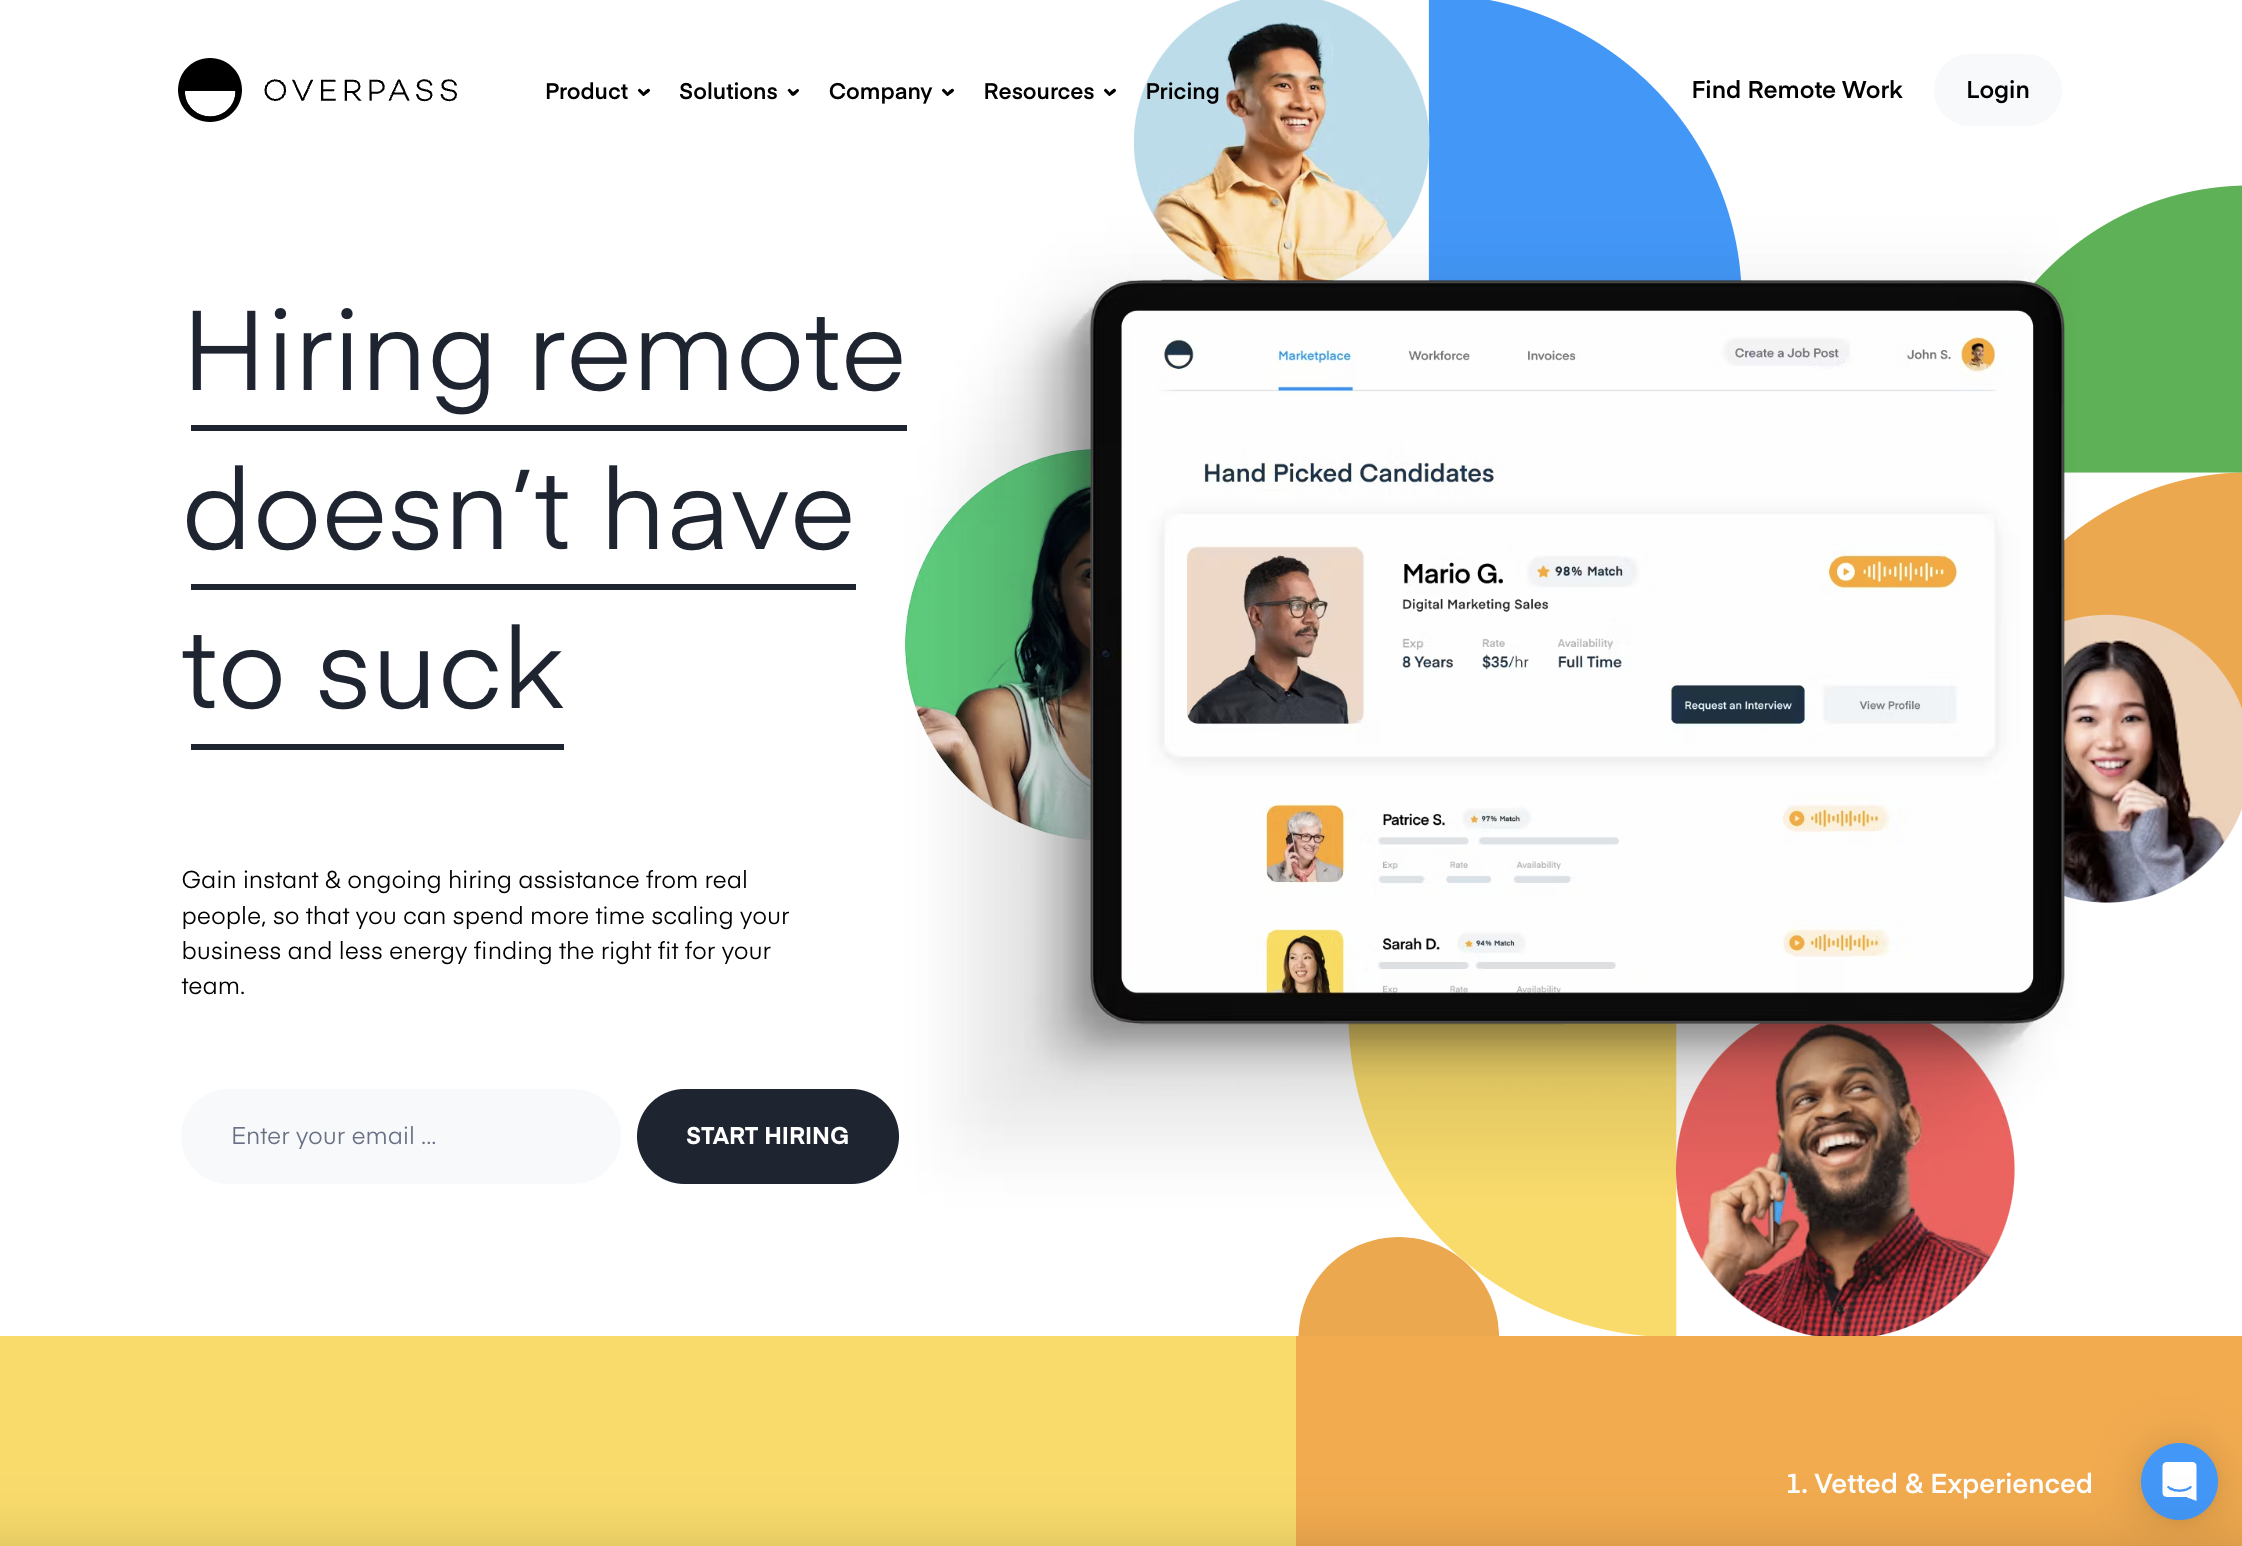 OVERPASS
Product
Solutions
Company
Resources
Pricing
Find Remote Work
Login
Hiring remote
doesn't have
to suck
Gain instant & ongoing hiring assistance from real
people, so that you can spend more time scaling your
business and less energy finding the right fit for your
team.
Enter your email ...
START HIRING
Marketplace
Workforce
Invoices
Create a Job Post
John S.
Hand Picked Candidates
Mario G.
98% Match
Digital Marketing Sales
Exp
Rate
Availability
8 Years
$35/hr
Full Time
Request an Interview
View Profile
Patrice S.
97% Match
Exp
Rate
Availability
Sarah D.
94% Match
Exp
Rate
Availability
1. Vetted & Experienced